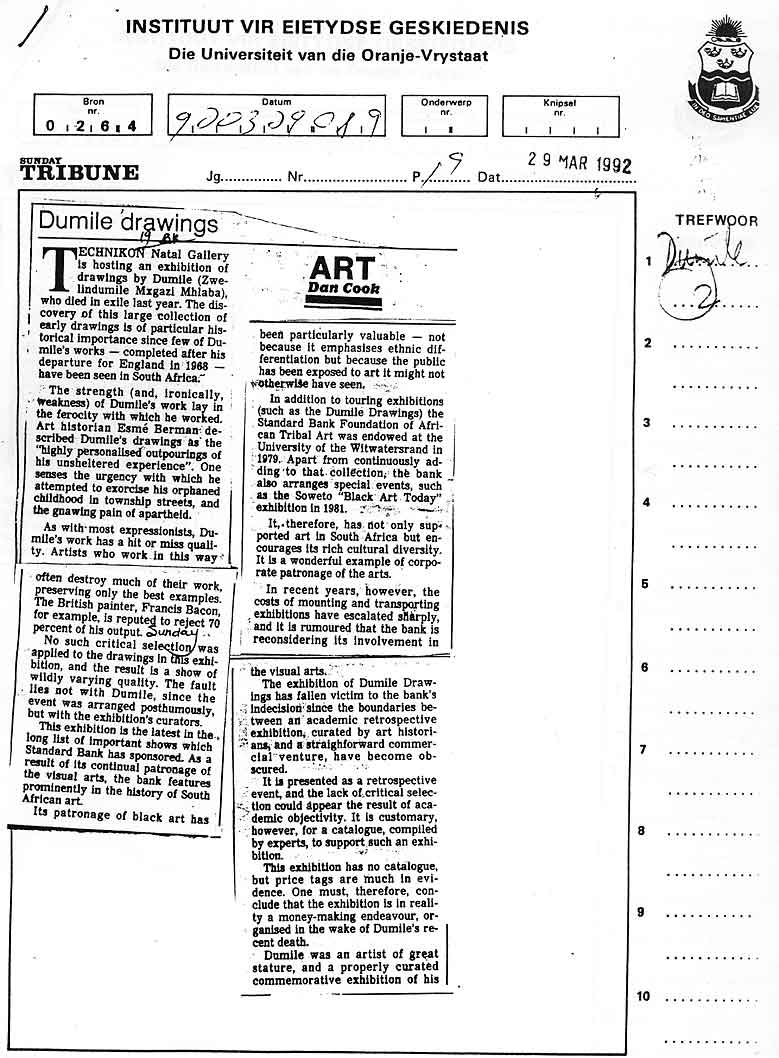 INSTITUUT VIR EIETYDSE GESKIEDENIS
Die Universiteit van die Oranje-Vrystaat
Bron nr.
0 2 6 4
Datum
Onderwerp nr.
Knipsel nr.
SUNDAY
TRIBUNE
Jg.............. Nr...................... P/19......... Dat...................
29 MAR 1992
TREFWOOR
1 Dumile
2
2
3
4
5
6
7
8
9
10
Dumile drawings
TECHNIKON Natal Gallery
is hosting an exhibition of
drawings by Dumile (Zwe-
lindumile Mxgazi Mhlaba),
who died in exile last year. The dis-
covery of this large collection of
early drawings is of particular his-
torical importance since few of Du-
mile's works — completed after his
departure for England in 1968 —
have been seen in South Africa.
The strength (and, ironically,
weakness) of Dumile's work lay in
the ferocity with which he worked.
Art historian Esmé Berman de-
scribed Dumile's drawings as the
"highly personalised outpourings of
his unsheltered experience". One
senses the urgency with which he
attempted to exorcise his orphaned
childhood in township streets, and
the gnawing pain of apartheid.
As with most expressionists, Du-
mile's work has a hit or miss quali-
ty. Artists who work in this way
often destroy much of their work,
preserving only the best examples.
The British painter, Francis Bacon,
for example, is reputed to reject 70
percent of his output. Sunday
No such critical selection was
applied to the drawings in this exhi-
bition, and the result is a show of
wildly varying quality. The fault
lies not with Dumile, since the
event was arranged posthumously,
but with the exhibition's curators.
This exhibition is the latest in the
long list of important shows which
Standard Bank has sponsored. As a
result of its continual patronage of
the visual arts, the bank features
prominently in the history of South
African art.
Its patronage of black art has
ART
Dan Cook
been particularly valuable — not
because it emphasises ethnic dif-
ferentiation but because the public
has been exposed to art it might not
otherwise have seen.
In addition to touring exhibitions
(such as the Dumile Drawings) the
Standard Bank Foundation of Afri-
can Tribal Art was endowed at the
University of the Witwatersrand in
1979. Apart from continuously ad-
ding to that collection, the bank
also arranges special events, such
as the Soweto "Black Art Today"
exhibition in 1981.
It, therefore, has not only sup-
ported art in South Africa but en-
courages its rich cultural diversity.
It is a wonderful example of corpo-
rate patronage of the arts.
In recent years, however, the
costs of mounting and transporting
exhibitions have escalated sharply,
and it is rumoured that the bank is
reconsidering its involvement in
the visual arts.
The exhibition of Dumile Draw-
ings has fallen victim to the bank's
indecision since the boundaries be-
tween an academic retrospective
exhibition, curated by art histori-
ans, and a straighforward commer-
cial venture, have become ob-
scured.
It is presented as a retrospective
event, and the lack of critical selec-
tion could appear the result of aca-
demic objectivity. It is customary,
however, for a catalogue, compiled
by experts, to support such an exhi-
bition.
This exhibition has no catalogue,
but price tags are much in evi-
dence. One must, therefore, con-
clude that the exhibition is in reali-
ty a money-making endeavour, or-
ganised in the wake of Dumile's re-
cent death.
Dumile was an artist of great
stature, and a properly curated
commemorative exhibition of his